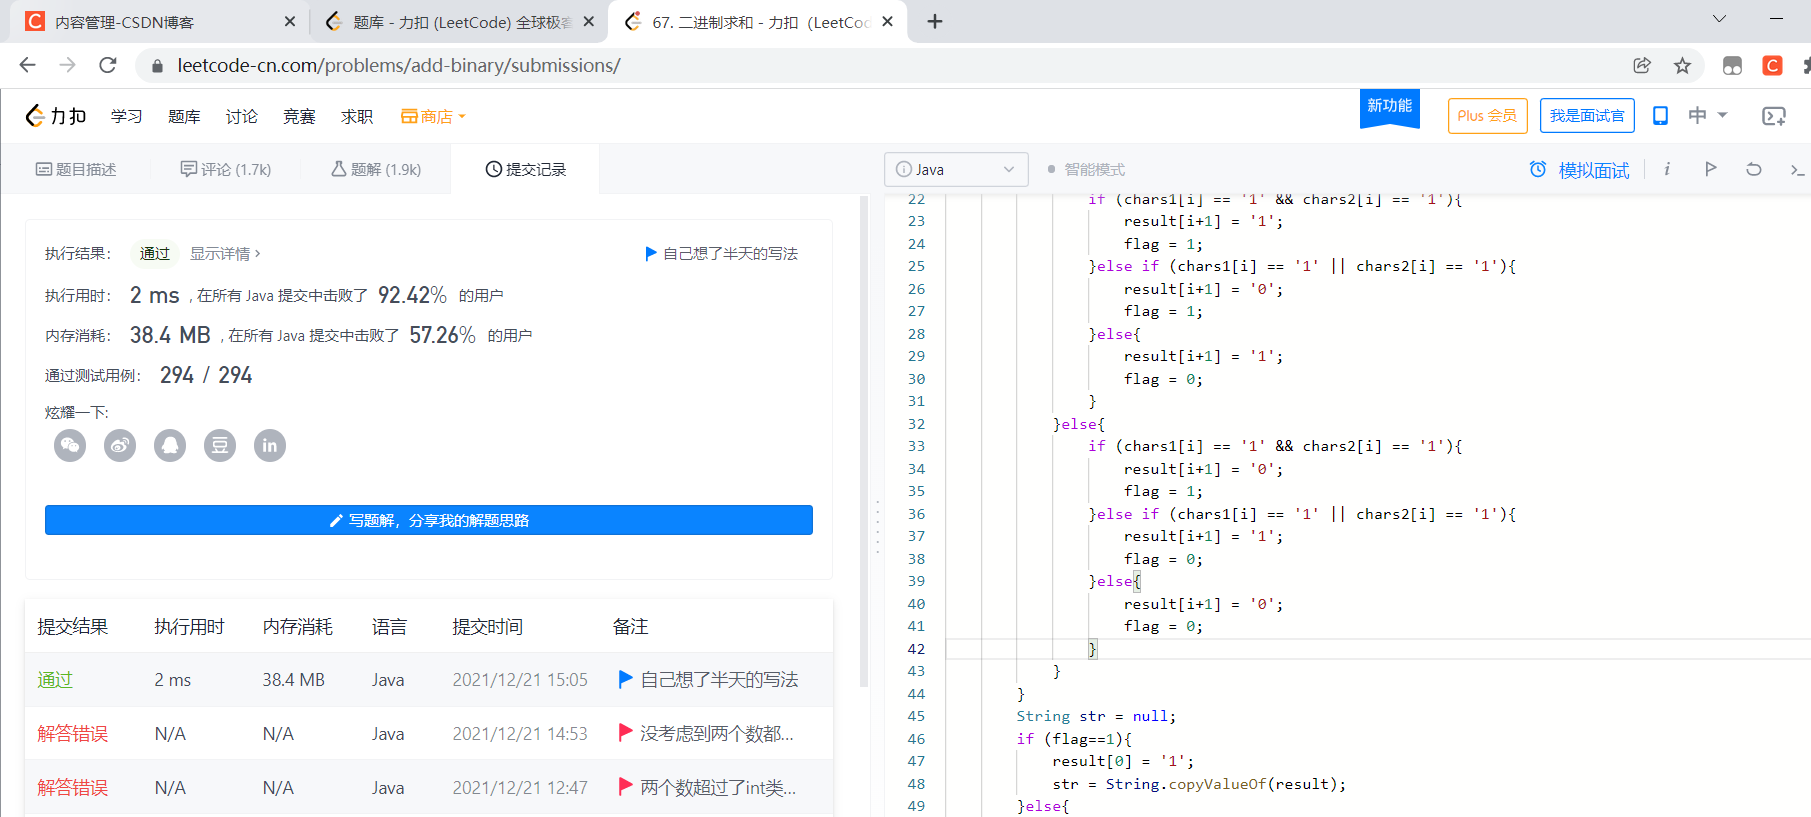 内容管理-CSDN博客
题库 - 力扣 (LeetCode) 全球极客
67. 二进制求和 - 力扣 (LeetCod
leetcode-cn.com/problems/add-binary/submissions/
力扣 学习 题库 讨论 竞赛 求职 商店
新功能
Plus 会员
我是面试官
中
题目描述
评论 (1.7k)
题解 (1.9k)
提交记录
执行结果： 通过 显示详情 ›
自己想了半天的写法
执行用时： 2 ms , 在所有 Java 提交中击败了 92.42% 的用户
内存消耗： 38.4 MB , 在所有 Java 提交中击败了 57.26% 的用户
通过测试用例： 294 / 294
炫耀一下:
豆 in
写题解，分享我的解题思路
提交结果 执行用时 内存消耗 语言 提交时间 备注
通过 2 ms 38.4 MB Java 2021/12/21 15:05 自己想了半天的写法
解答错误 N/A N/A Java 2021/12/21 14:53 没考虑到两个数都...
解答错误 N/A N/A Java 2021/12/21 12:47 两个数超过了int类...
Java
智能模式
模拟面试
i
22 if (chars1[i] == '1' && chars2[i] == '1'){
23 result[i+1] = '1';
24 flag = 1;
25 }else if (chars1[i] == '1' || chars2[i] == '1'){
26 result[i+1] = '0';
27 flag = 1;
28 }else{
29 result[i+1] = '1';
30 flag = 0;
31 }
32 }else{
33 if (chars1[i] == '1' && chars2[i] == '1'){
34 result[i+1] = '0';
35 flag = 1;
36 }else if (chars1[i] == '1' || chars2[i] == '1'){
37 result[i+1] = '1';
38 flag = 0;
39 }else{
40 result[i+1] = '0';
41 flag = 0;
42 }
43 }
44 }
45 String str = null;
46 if (flag==1){
47 result[0] = '1';
48 str = String.copyValueOf(result);
49 }else{